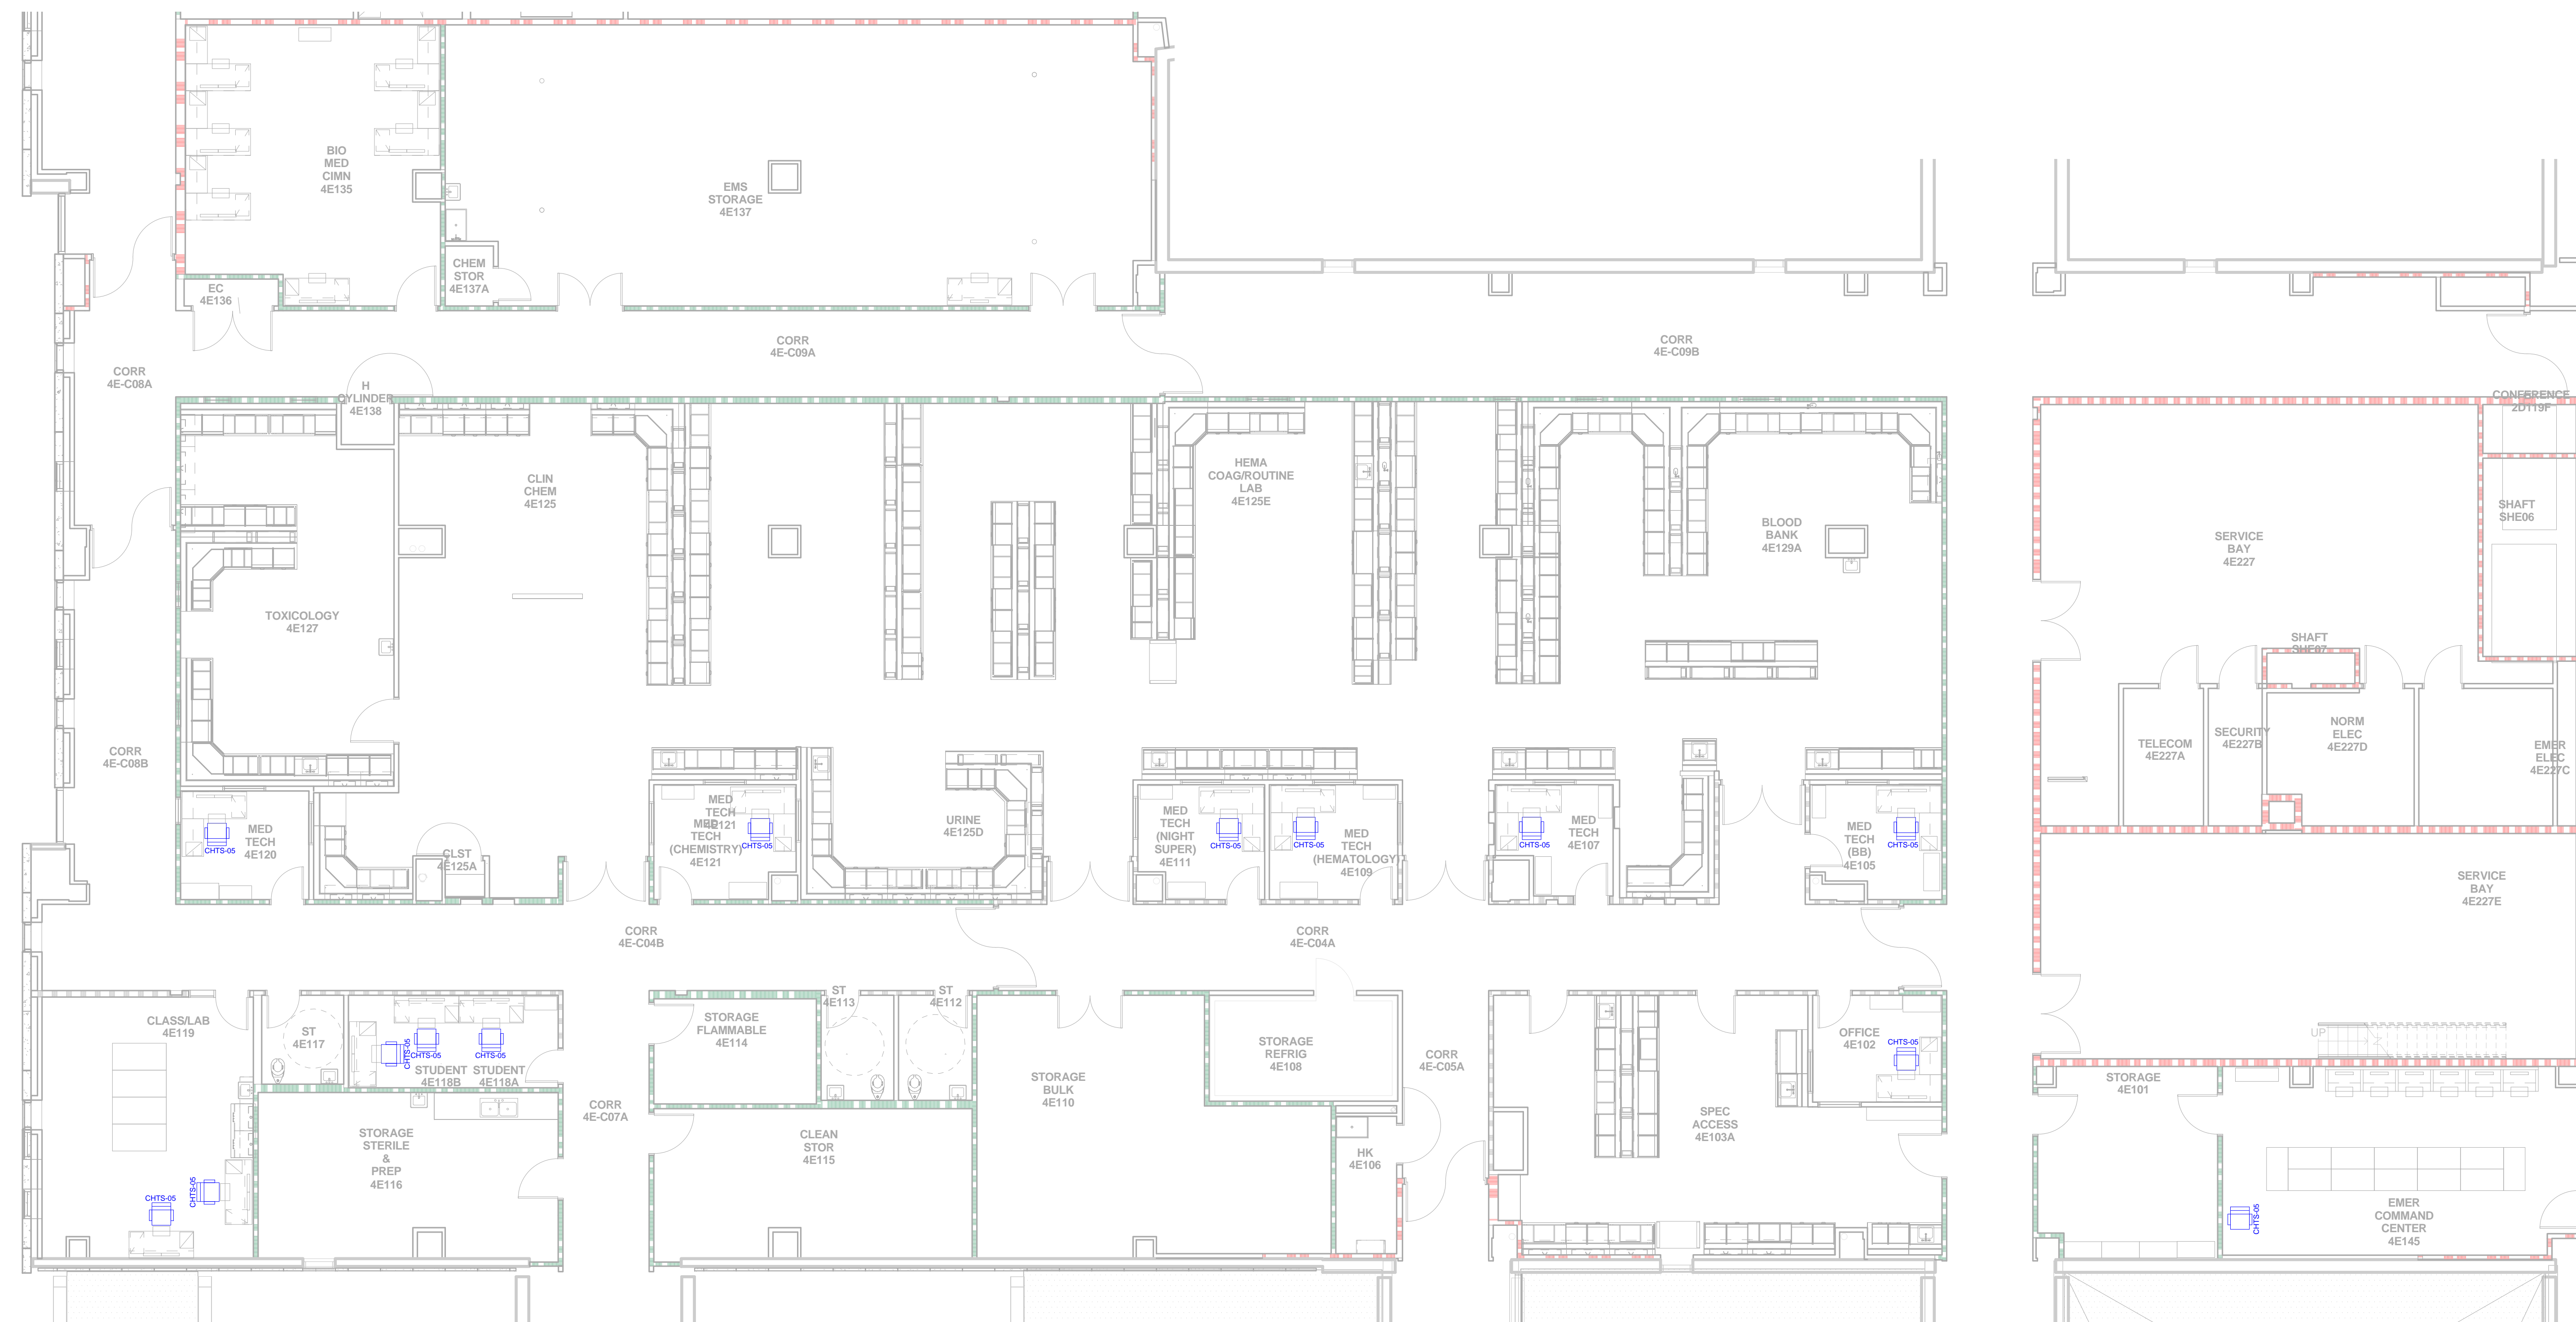 BIO
MED
CIMN
4E135
EMS
STORAGE
4E137
CHEM
STOR
4E137A
EC
4E136
CORR
4E-C09A
CORR
4E-C09B
CORR
4E-C08A
H
CYLINDER
4E138
CONFERENCE
2D119F
CLIN
CHEM
4E125
HEMA
COAG/ROUTINE
LAB
4E125E
BLOOD
BANK
4E129A
SERVICE
BAY
4E227
SHAFT
SHE06
TOXICOLOGY
4E127
SHAFT
SHE07
CORR
4E-C08B
TELECOM
4E227A
SECURITY
4E227B
NORM
ELEC
4E227D
EMER
ELEC
4E227C
MED
TECH
4E120
CHTS-05
CLST
4E125A
MED
TECH
4E121
MED
TECH
(CHEMISTRY)
4E121
CHTS-05
URINE
4E125D
MED
TECH
(NIGHT
SUPER)
4E111
CHTS-05
CHTS-05
MED
TECH
(HEMATOLOGY)
4E109
CHTS-05
MED
TECH
4E107
MED
TECH
(BB)
4E105
CHTS-05
SERVICE
BAY
4E227E
CORR
4E-C04B
CORR
4E-C04A
CLASS/LAB
4E119
ST
4E117
CHTS-05
CHTS-05
CHTS-05
STUDENT
4E118B
STUDENT
4E118A
STORAGE
FLAMMABLE
4E114
ST
4E113
ST
4E112
STORAGE
REFRIG
4E108
STORAGE
BULK
4E110
CORR
4E-C05A
OFFICE
4E102
CHTS-05
UP
STORAGE
4E101
CORR
4E-C07A
STORAGE
STERILE
&
PREP
4E116
CLEAN
STOR
4E115
HK
4E106
SPEC
ACCESS
4E103A
CHTS-05
CHTS-05
CHTS-05
EMER
COMMAND
CENTER
4E145